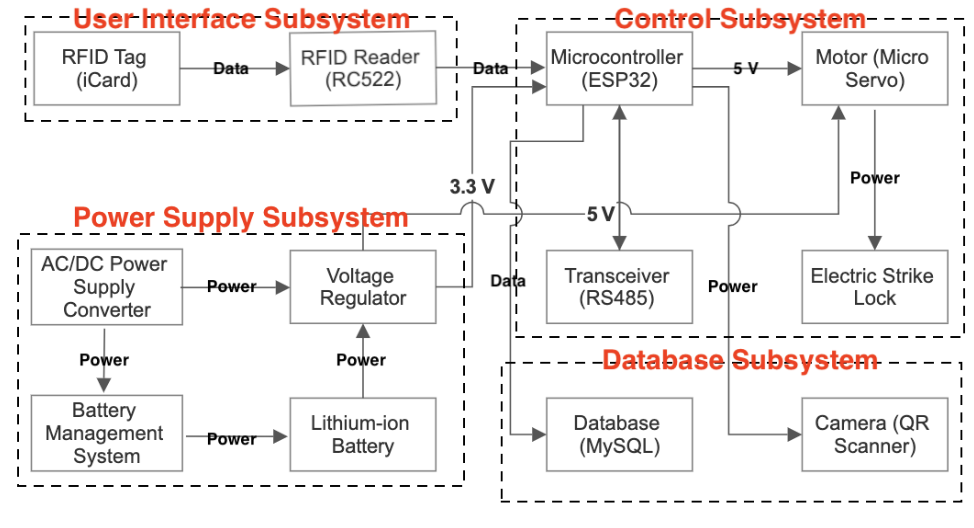 User Interface Subsystem
RFID Tag
(iCard)
Data
RFID Reader
(RC522)
Data
Control Subsystem
Microcontroller
(ESP32)
5 V
Motor (Micro
Servo)
Power
3.3 V
5 V
Transceiver
(RS485)
Electric Strike
Lock
Data
Power
Power Supply Subsystem
AC/DC Power
Supply
Converter
Power
Voltage
Regulator
Power
Power
Battery
Management
System
Power
Lithium-ion
Battery
Database Subsystem
Database
(MySQL)
Camera (QR
Scanner)